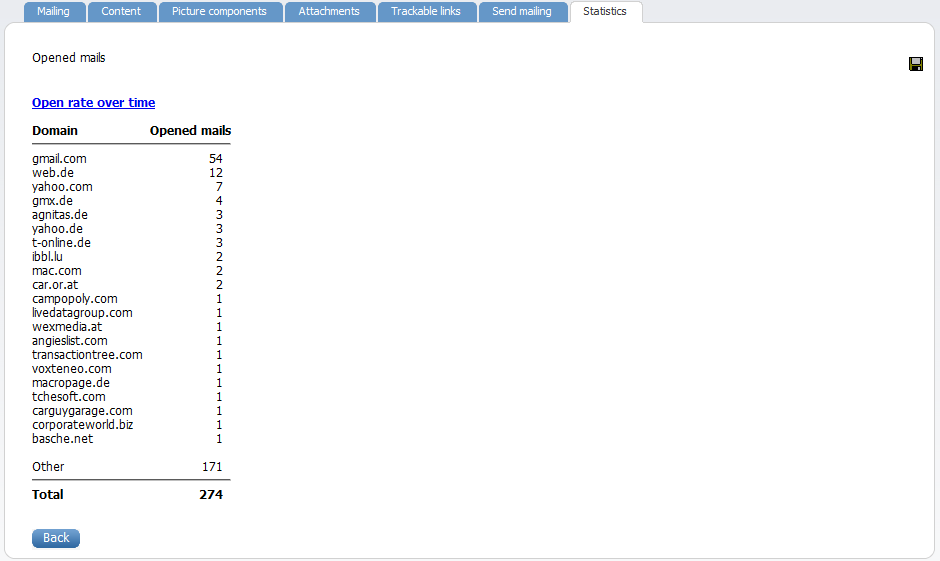 Mailing Content Picture components Attachments Trackable links Send mailing Statistics
Opened mails
Open rate over time
Domain Opened mails
gmail.com 54
web.de 12
yahoo.com 7
gmx.de 4
agnitas.de 3
yahoo.de 3
t-online.de 3
ibbl.lu 2
mac.com 2
car.or.at 2
campopoly.com 1
livedatagroup.com 1
wexmedia.at 1
angieslist.com 1
transactiontree.com 1
voxteneo.com 1
macropage.de 1
tchesoft.com 1
carguygarage.com 1
corporateworld.biz 1
basche.net 1
Other 171
Total 274
Back